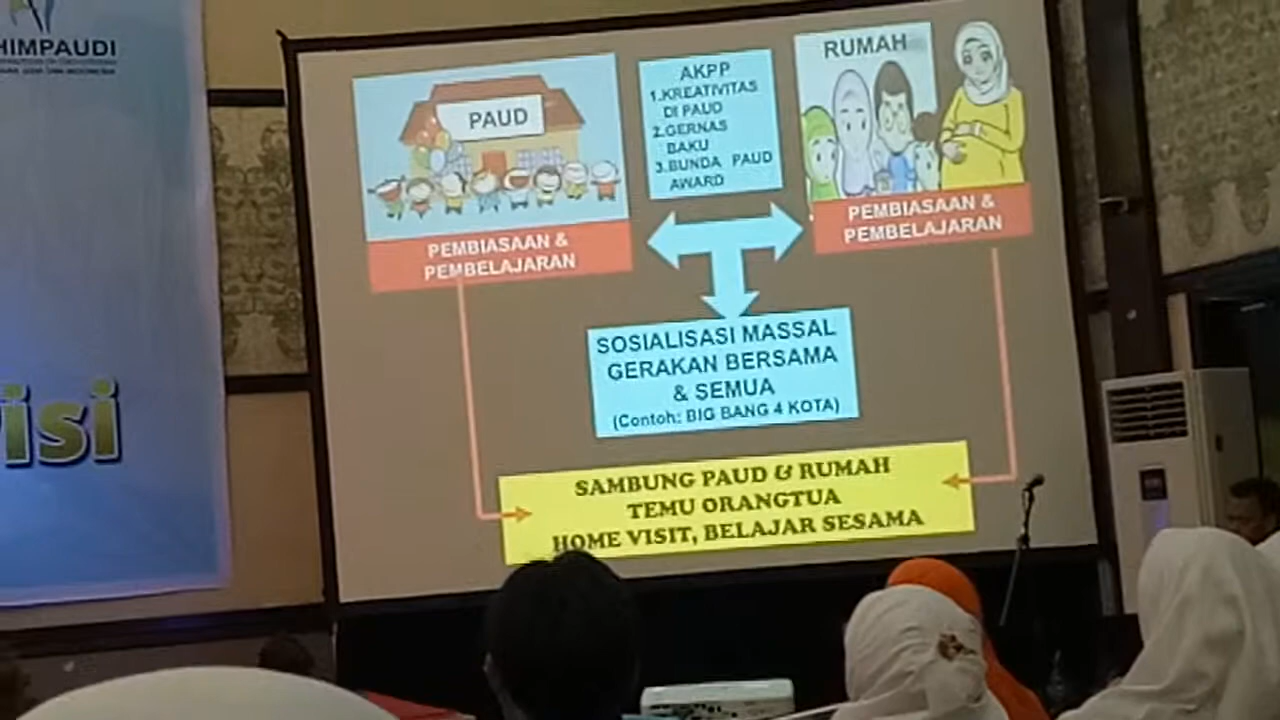 HIMPAUDI
isi
PAUD
PEMBIASAAN &
PEMBELAJARAN
AKPP
1.KREATIVITAS
DI PAUD
2.GERNAS
BAKU
3.BUNDA PAUD
AWARD
RUMAH
PEMBIASAAN &
PEMBELAJARAN
SOSIALISASI MASSAL
GERAKAN BERSAMA
& SEMUA
(Contoh: BIG BANG 4 KOTA)
SAMBUNG PAUD & RUMAH
TEMU ORANGTUA
HOME VISIT, BELAJAR SESAMA